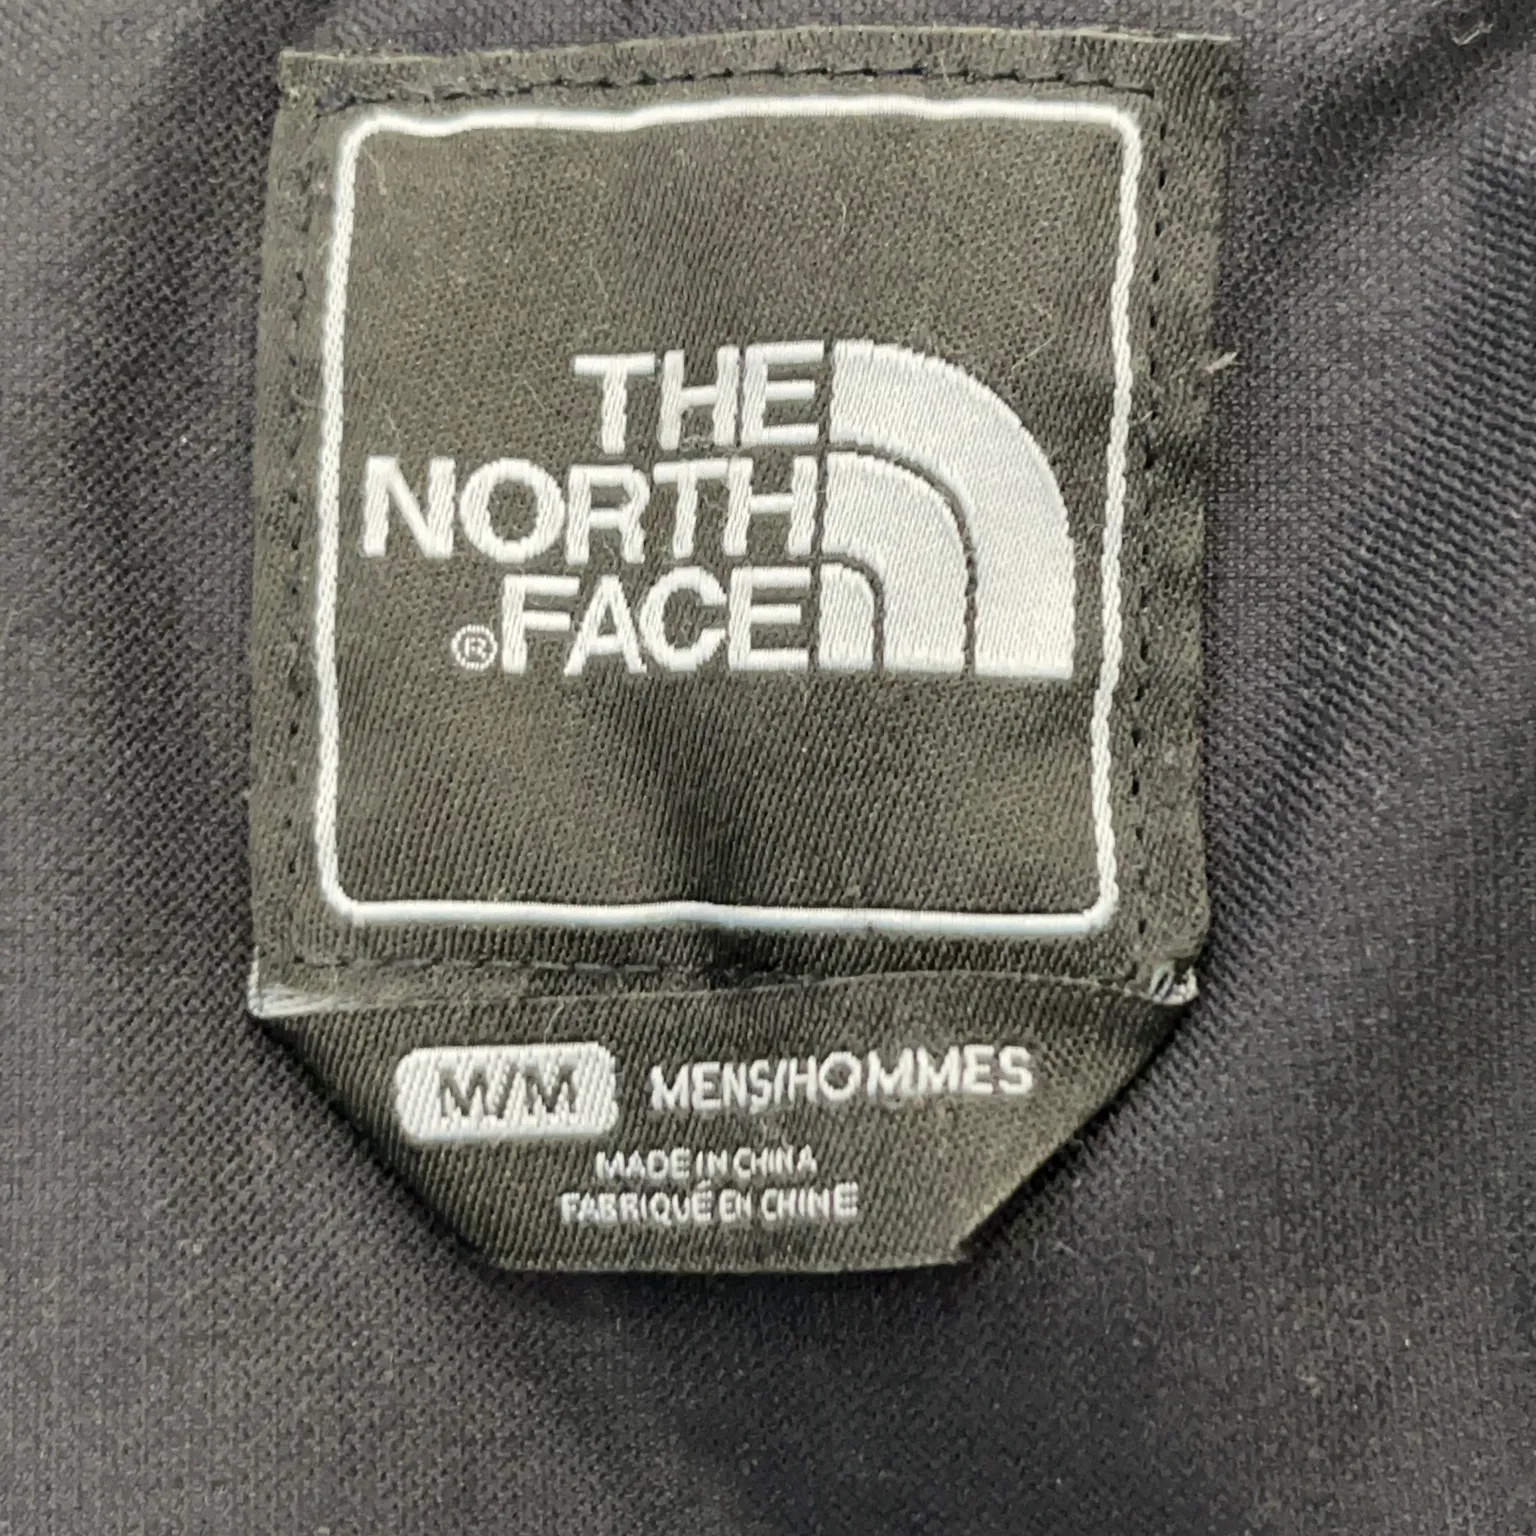 THE
NORTH
®FACE
M/M MENS/HOMMES
MADE IN CHINA
FABRIQUÉ EN CHINE